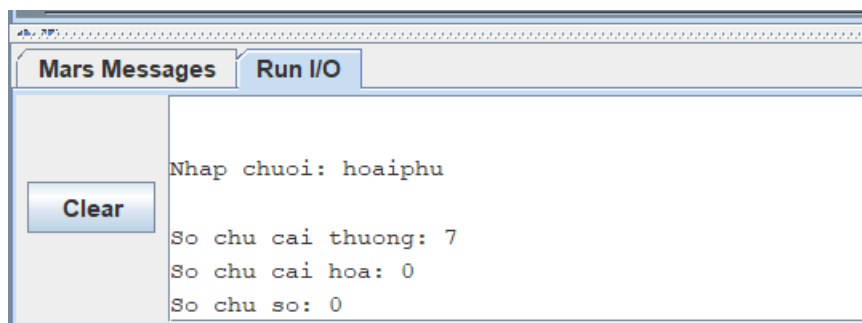 Mars Messages Run I/O
Nhap chuoi: hoaiphu
Clear
So chu cai thuong: 7
So chu cai hoa: 0
So chu so: 0